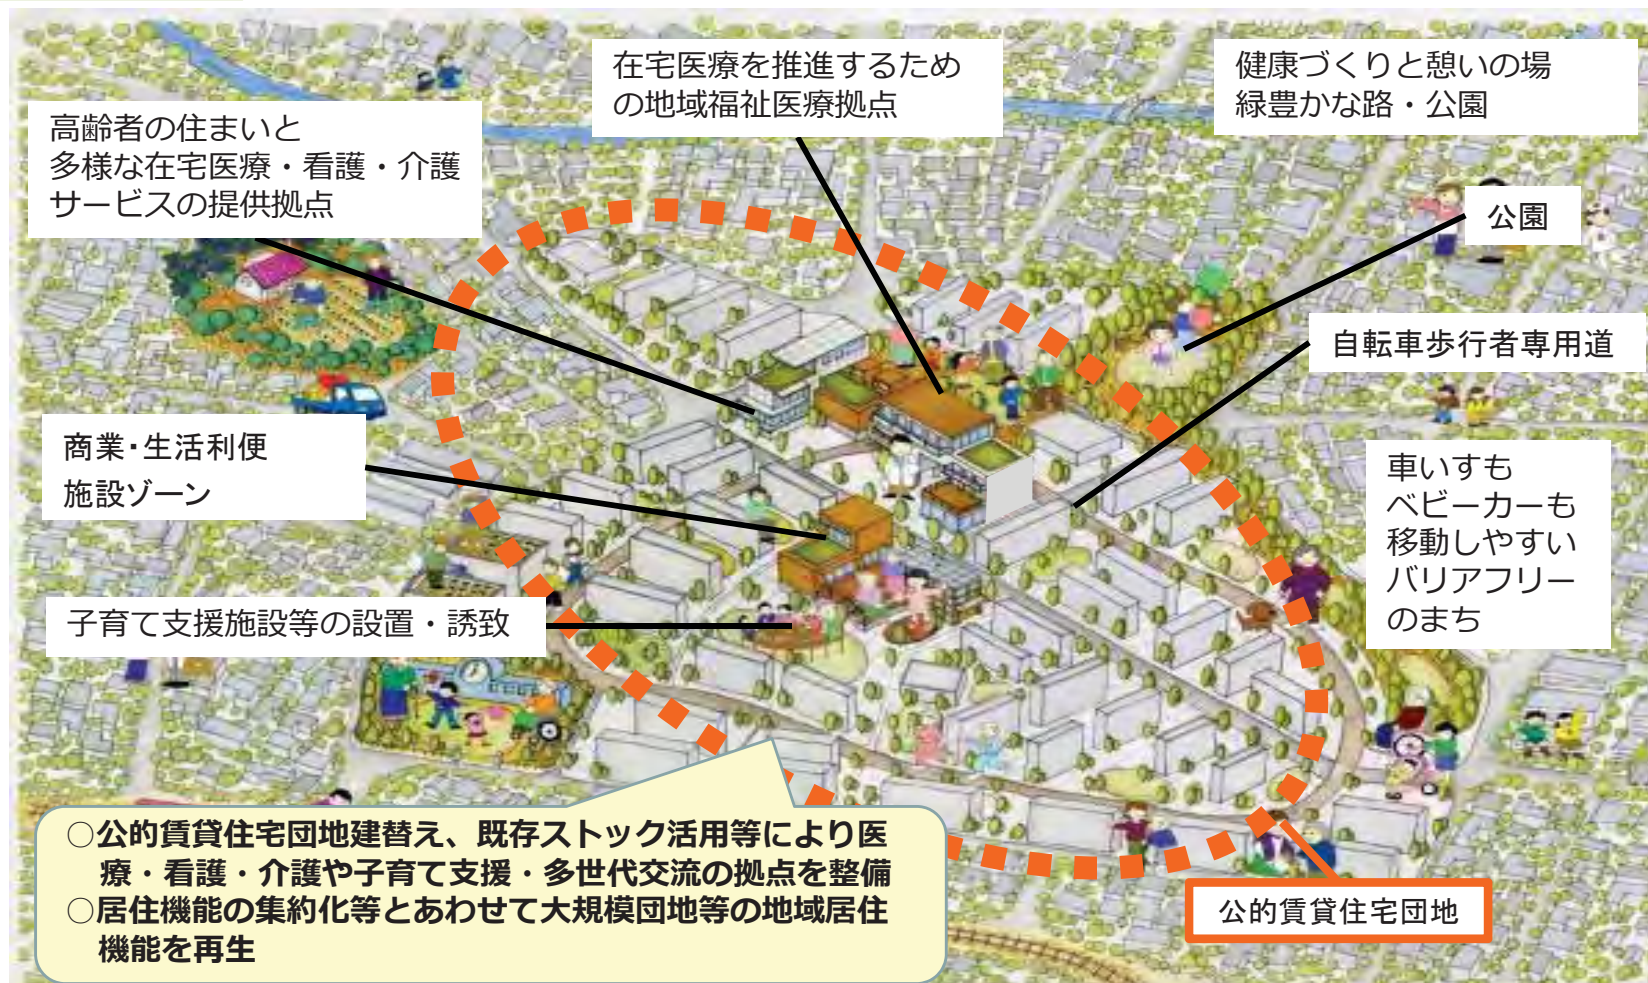 在宅医療を推進するため
の地域福祉医療拠点
健康づくりと憩いの場
緑豊かな路・公園
高齢者の住まいと
多様な在宅医療・看護・介護
サービスの提供拠点
公園
自転車歩行者専用道
商業・生活利便
施設ゾーン
車いすも
ベビーカーも
移動しやすい
バリアフリー
のまち
子育て支援施設等の設置・誘致
○公的賃貸住宅団地建替え、既存ストック活用等により医
療・看護・介護や子育て支援・多世代交流の拠点を整備
○居住機能の集約化等とあわせて大規模団地等の地域居住
機能を再生
公的賃貸住宅団地